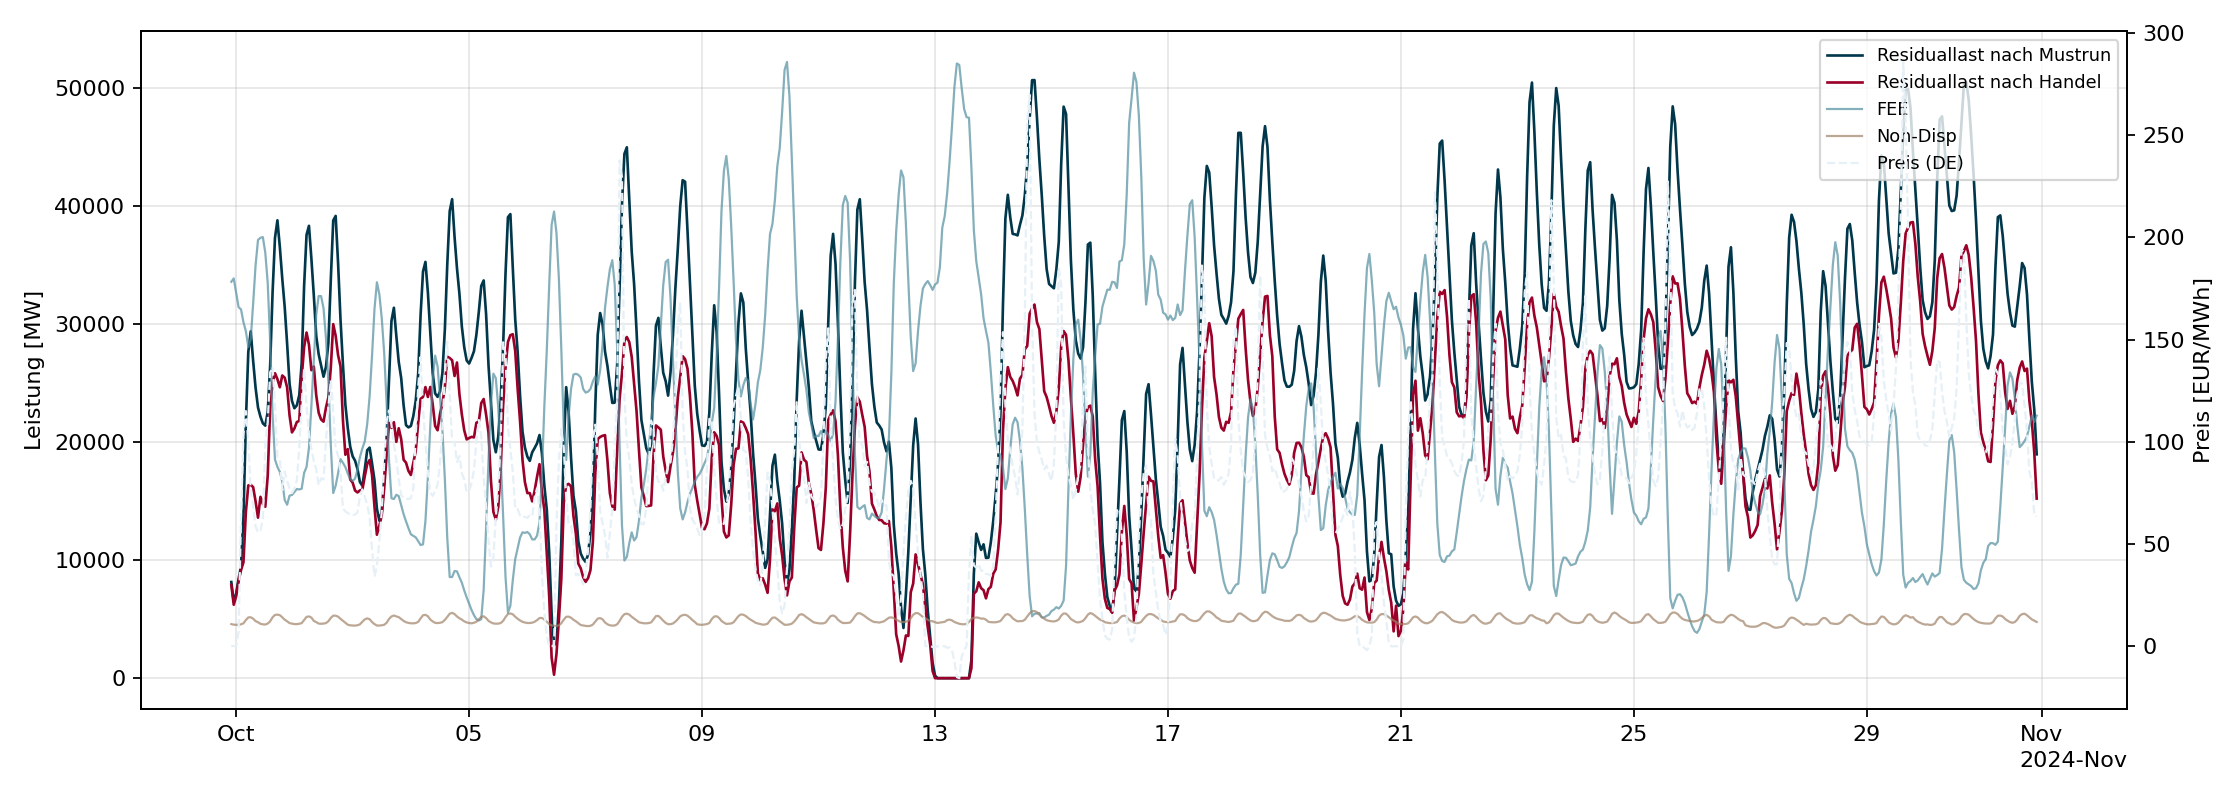 Leistung [MW]
50000
40000
30000
20000
10000
0
Residuallast nach Mustrun
Residuallast nach Handel
FEE
Non-Disp
Preis (DE)
300
250
200
150
100
50
0
Preis [EUR/MWh]
Oct 05 09 13 17 21 25 29 Nov
2024-Nov